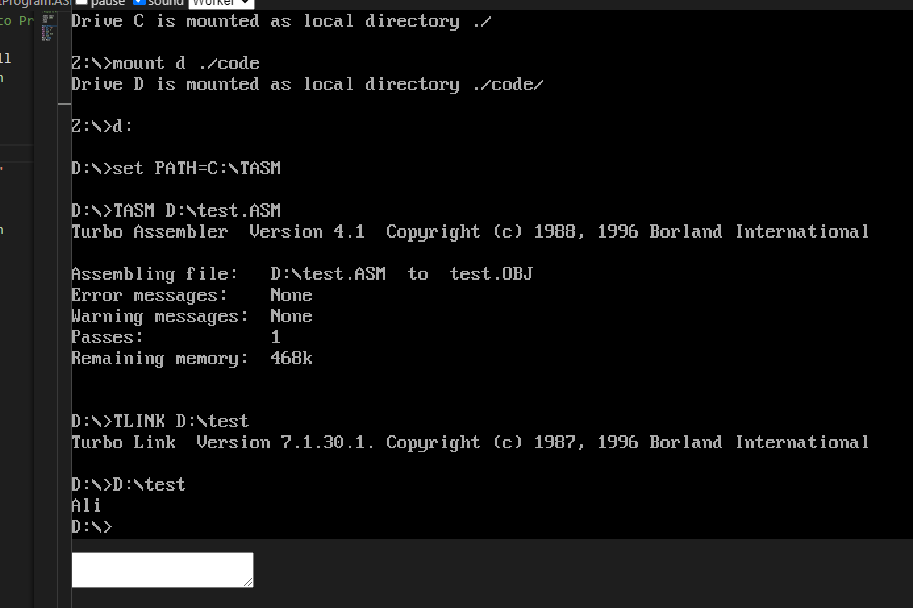 Program.AS
pause sound Worker
to Pr
Drive C is mounted as local directory ./
ll
Z:\>mount d ./code
Drive D is mounted as local directory ./code/
Z:\>d:
D:\>set PATH=C:\TASM
D:\>TASM D:\test.ASM
Turbo Assembler  Version 4.1  Copyright (c) 1988, 1996 Borland International
Assembling file:   D:\test.ASM  to  test.OBJ
Error messages:    None
Warning messages:  None
Passes:            1
Remaining memory:  468k
D:\>TLINK D:\test
Turbo Link  Version 7.1.30.1. Copyright (c) 1987, 1996 Borland International
D:\>D:\test
Ali
D:\>